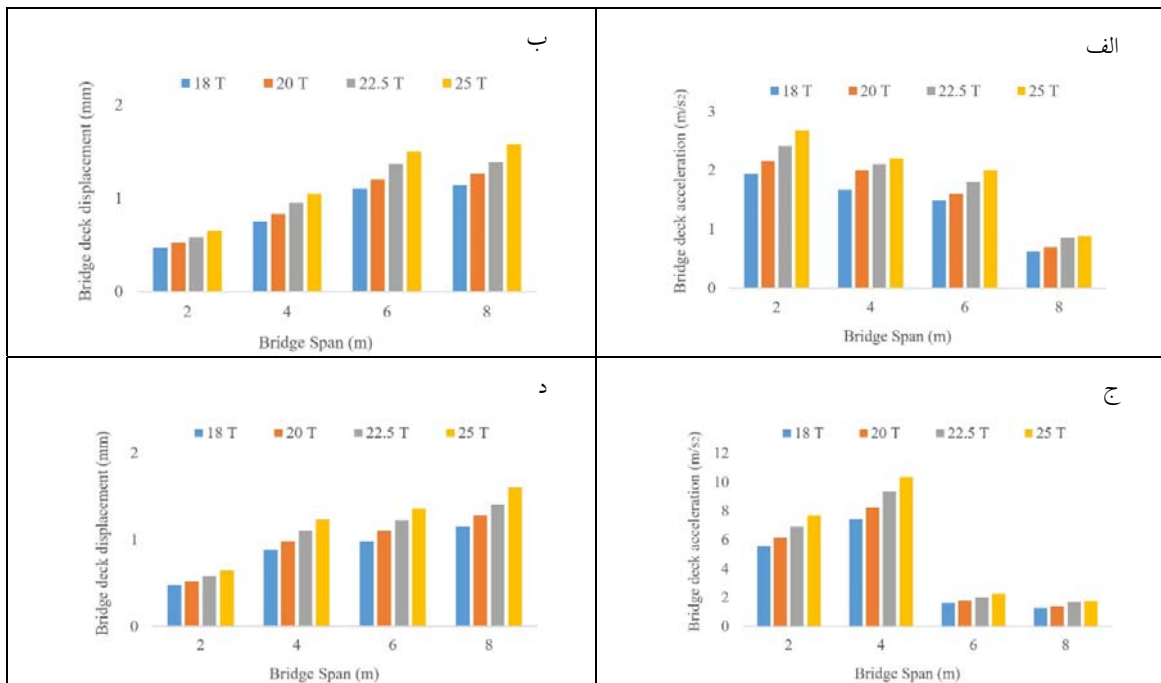 الف
18 T 20 T 22.5 T 25 T
Bridge deck acceleration (m/s2)
3
2
1
0
2 4 6 8
Bridge Span (m)
ب
18 T 20 T 22.5 T 25 T
Bridge deck displacement (mm)
2
1
0
2 4 6 8
Bridge Span (m)
ج
18 T 20 T 22.5 T 25 T
Bridge deck acceleration (m/s2)
12
10
8
6
4
2
0
2 4 6 8
Bridge Span (m)
د
18 T 20 T 22.5 T 25 T
Bridge deck displacement (mm)
2
1
0
2 4 6 8
Bridge Span (m)